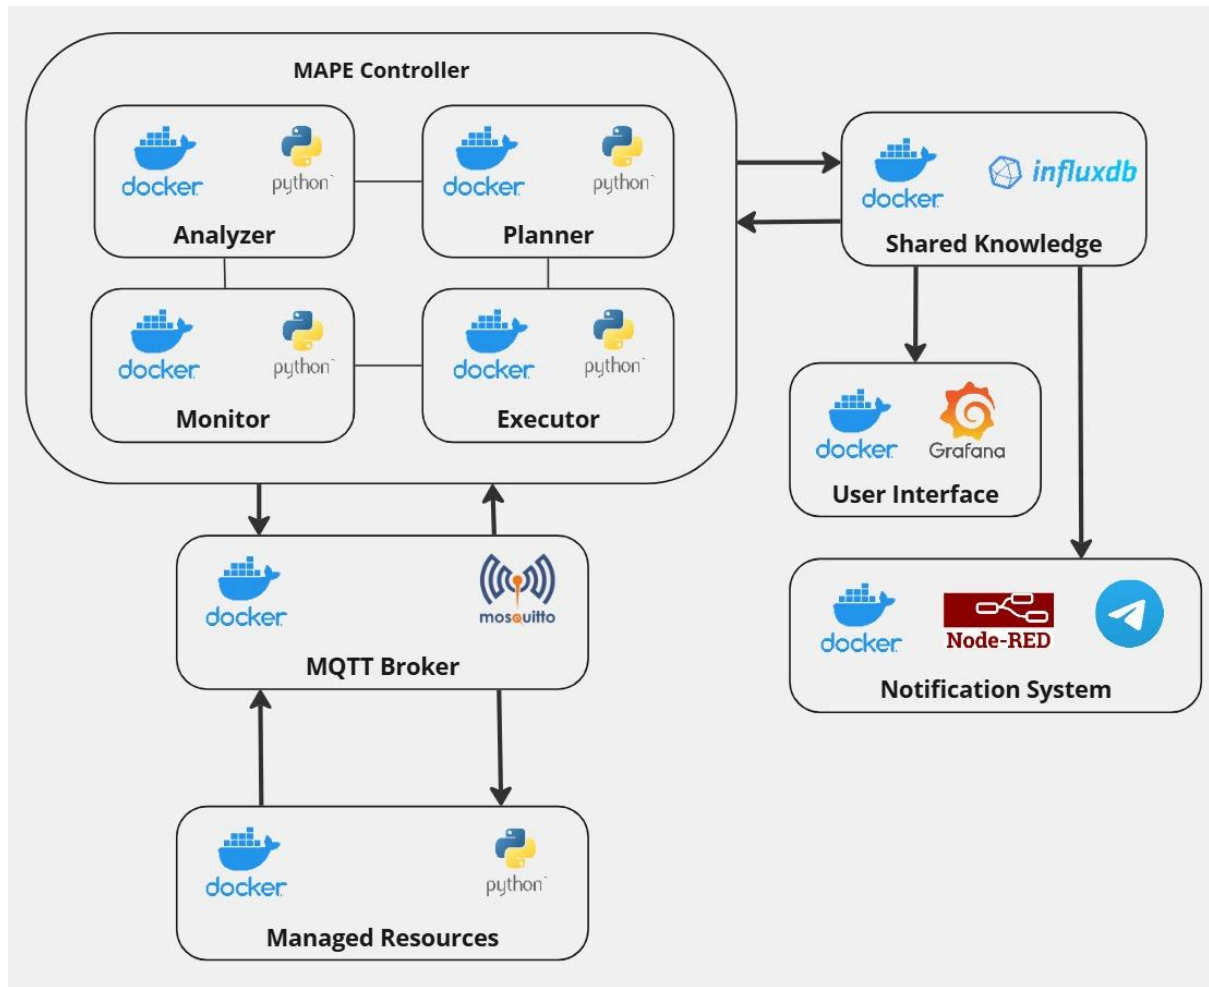 MAPE Controller
docker
python
Analyzer
docker
python
Planner
docker
python
Monitor
docker
python
Executor
docker
influxdb
Shared Knowledge
docker
Grafana
User Interface
docker
mosquitto
MQTT Broker
docker
Node-RED
Notification System
docker
python
Managed Resources